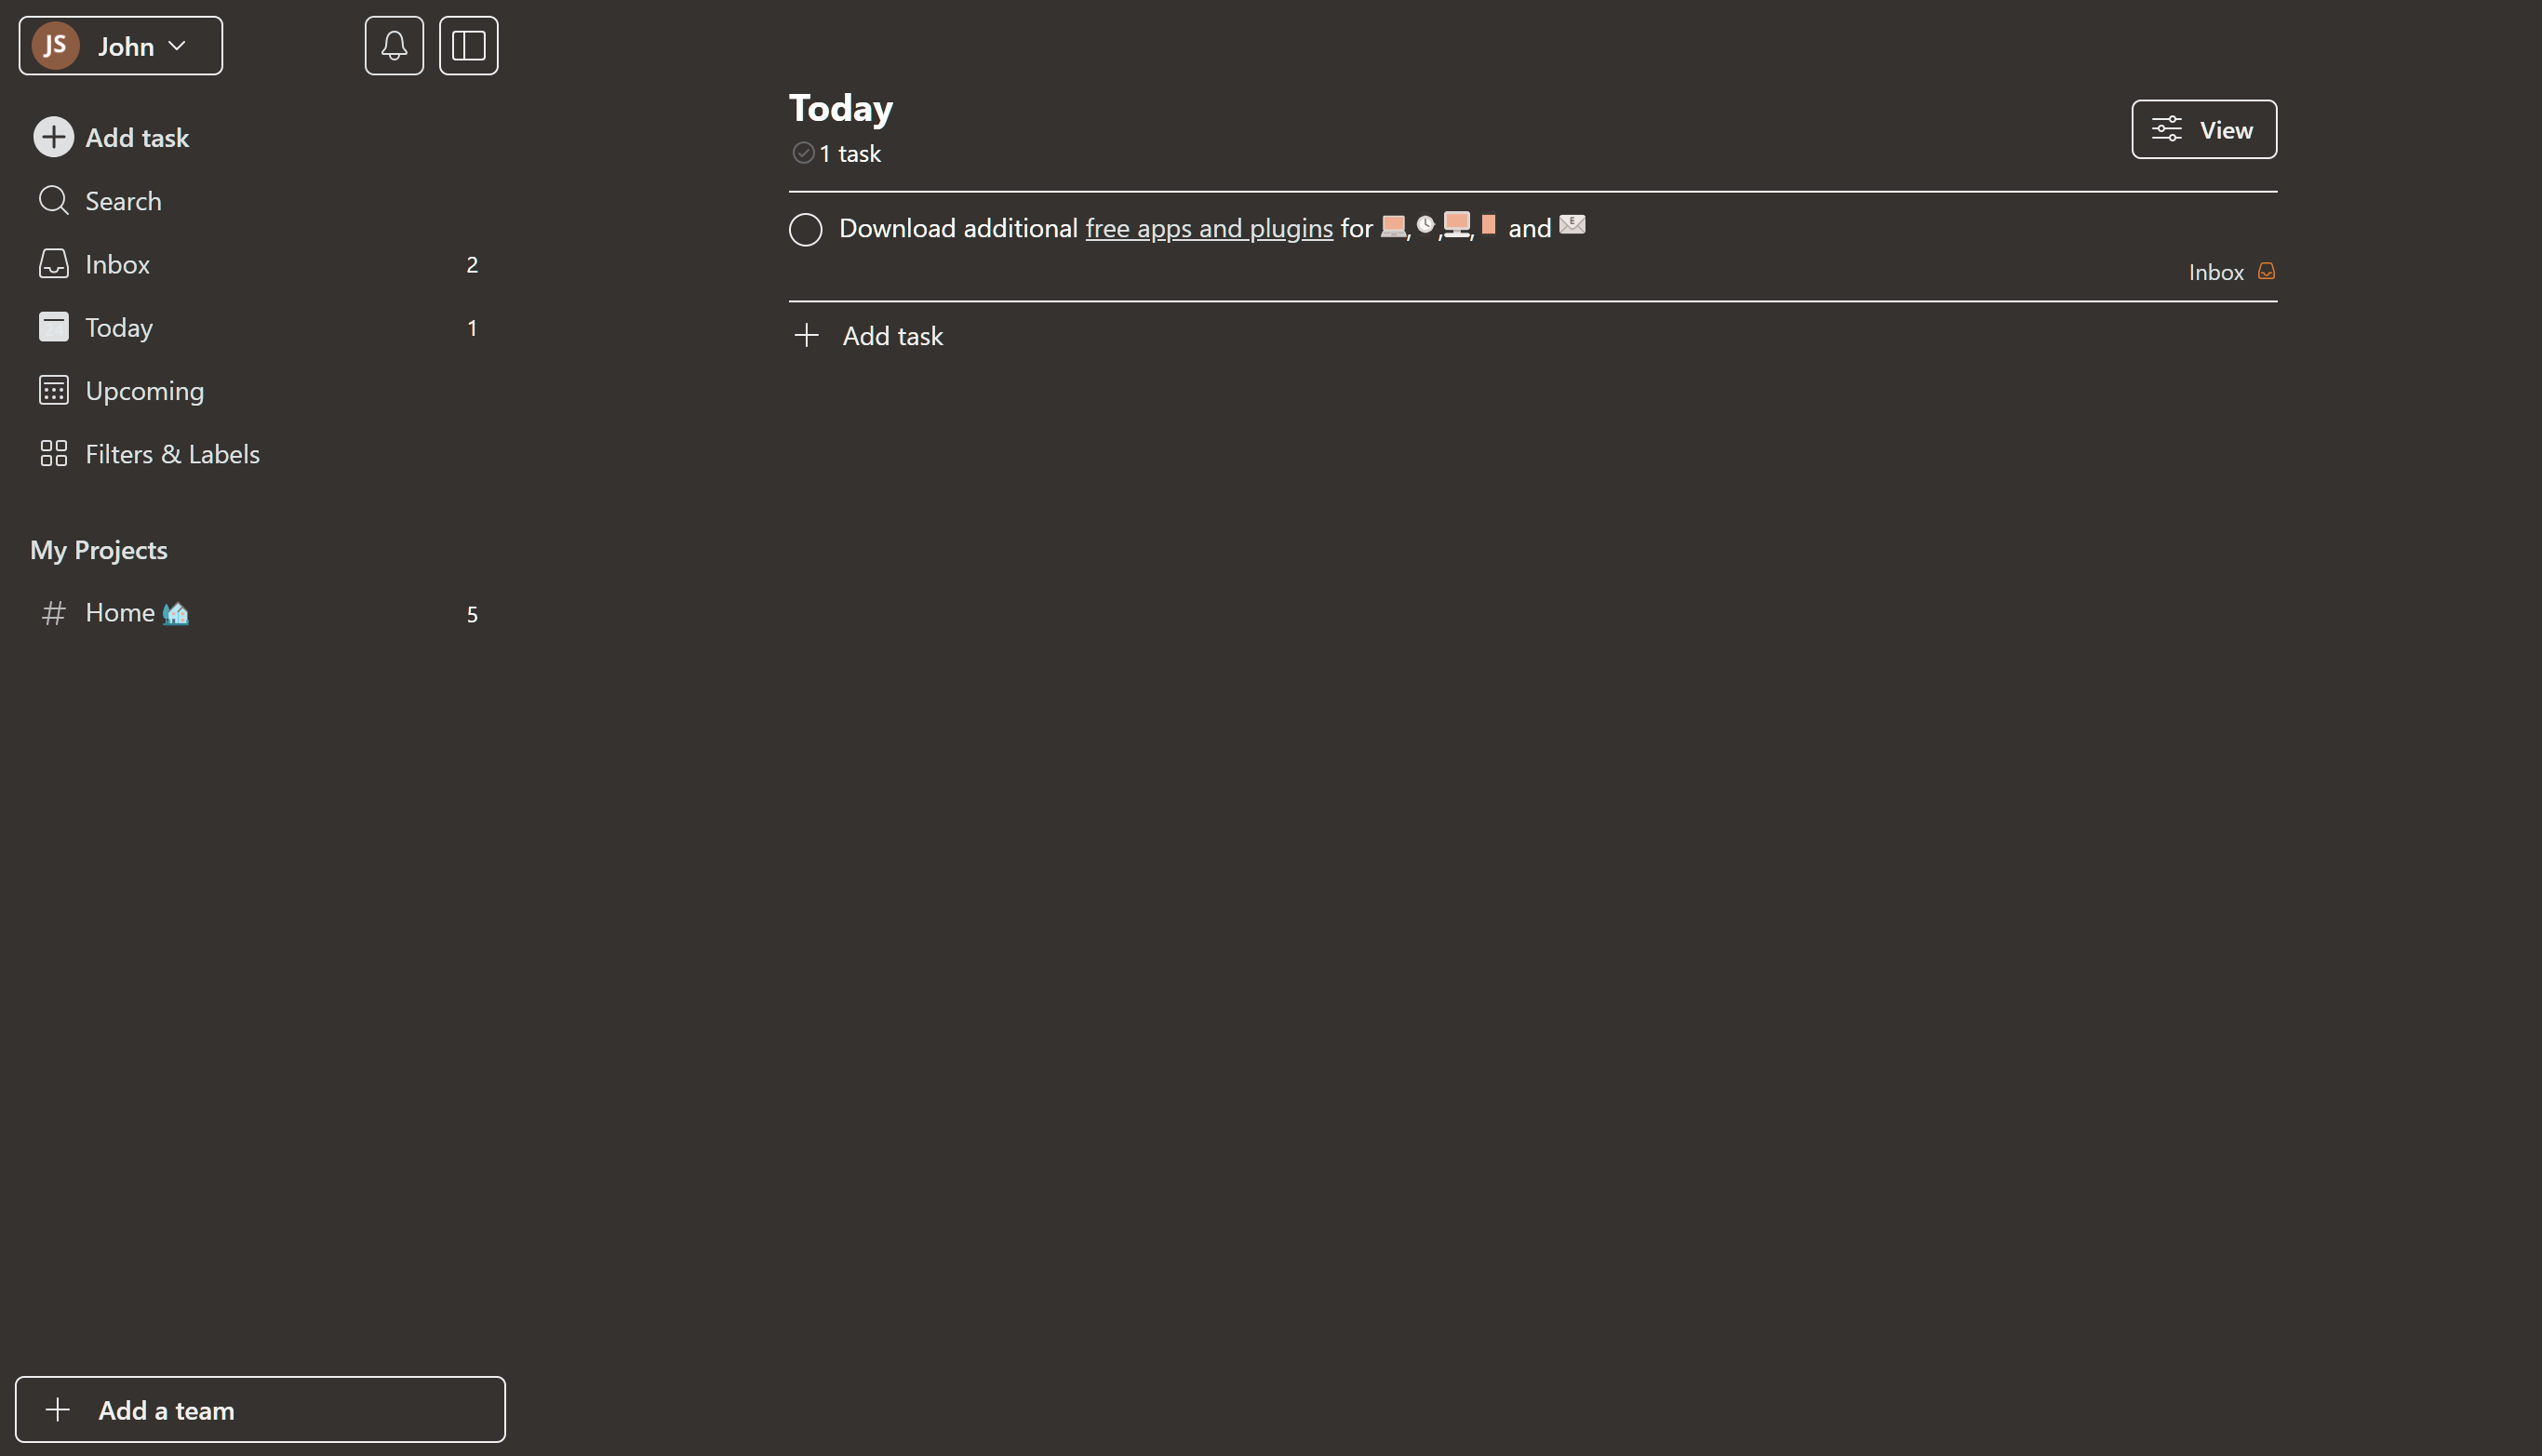 JS John
Add task
Search
Inbox 2
Today 1
Upcoming
Filters & Labels
My Projects
# Home 5
Add a team
Today
1 task
View
Download additional free apps and plugins for 💻, ⌚, 🖥, 📱 and 📧
Inbox
Add task